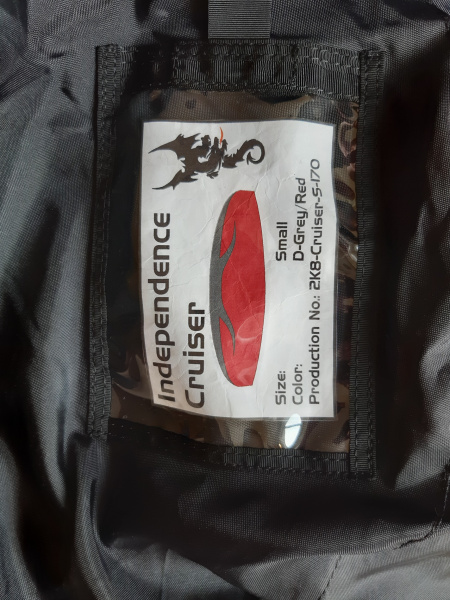 Independence
Cruiser
Size: Small
Color: D-Grey/Red
Production No.: 2K8-Cruiser-S-170